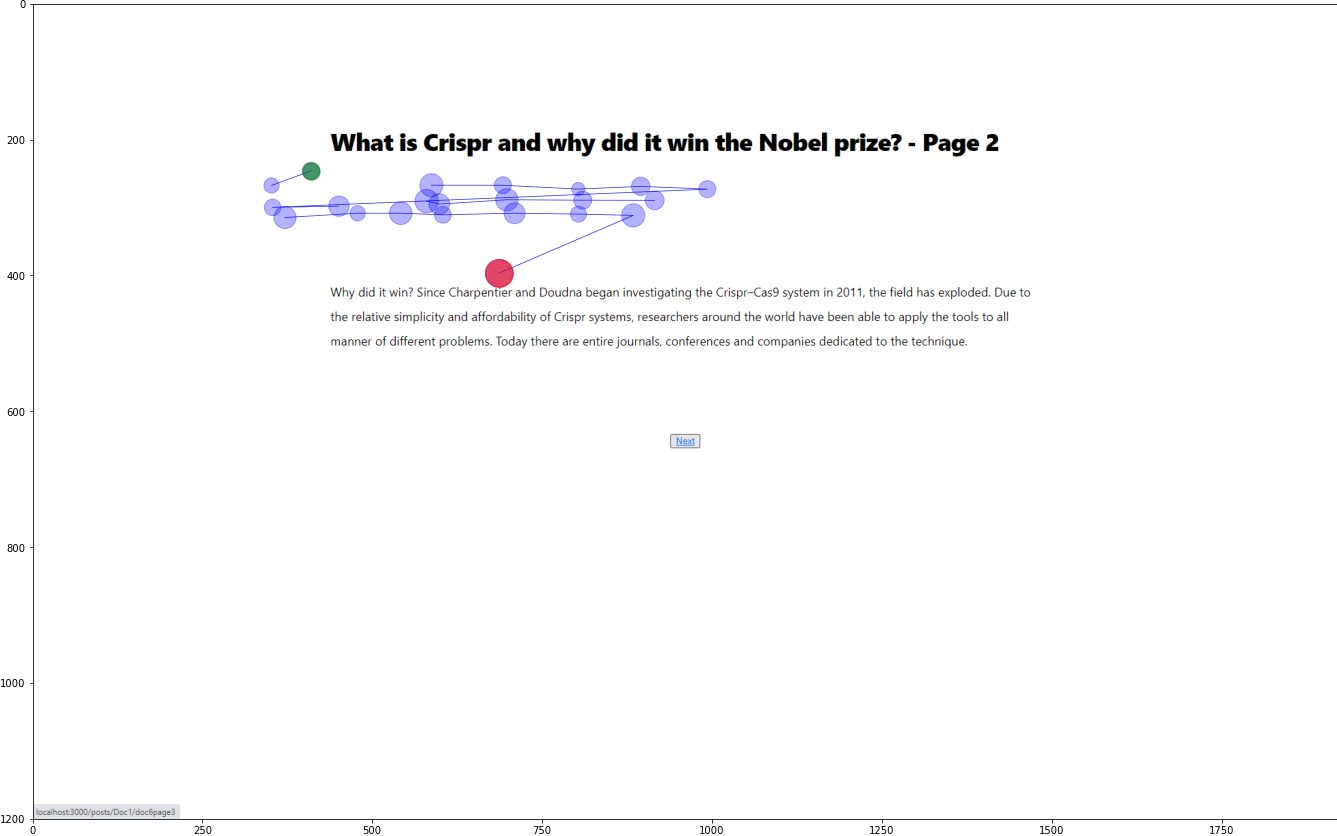 0
200
What is Crispr and why did it win the Nobel prize? - Page 2
400
Why did it win? Since Charpentier and Doudna began investigating the Crispr–Cas9 system in 2011, the field has exploded. Due to
the relative simplicity and affordability of Crispr systems, researchers around the world have been able to apply the tools to all
manner of different problems. Today there are entire journals, conferences and companies dedicated to the technique.
600
Next
800
1000
localhost:3000/posts/Doc1/doc6page3
1200
0 250 500 750 1000 1250 1500 1750